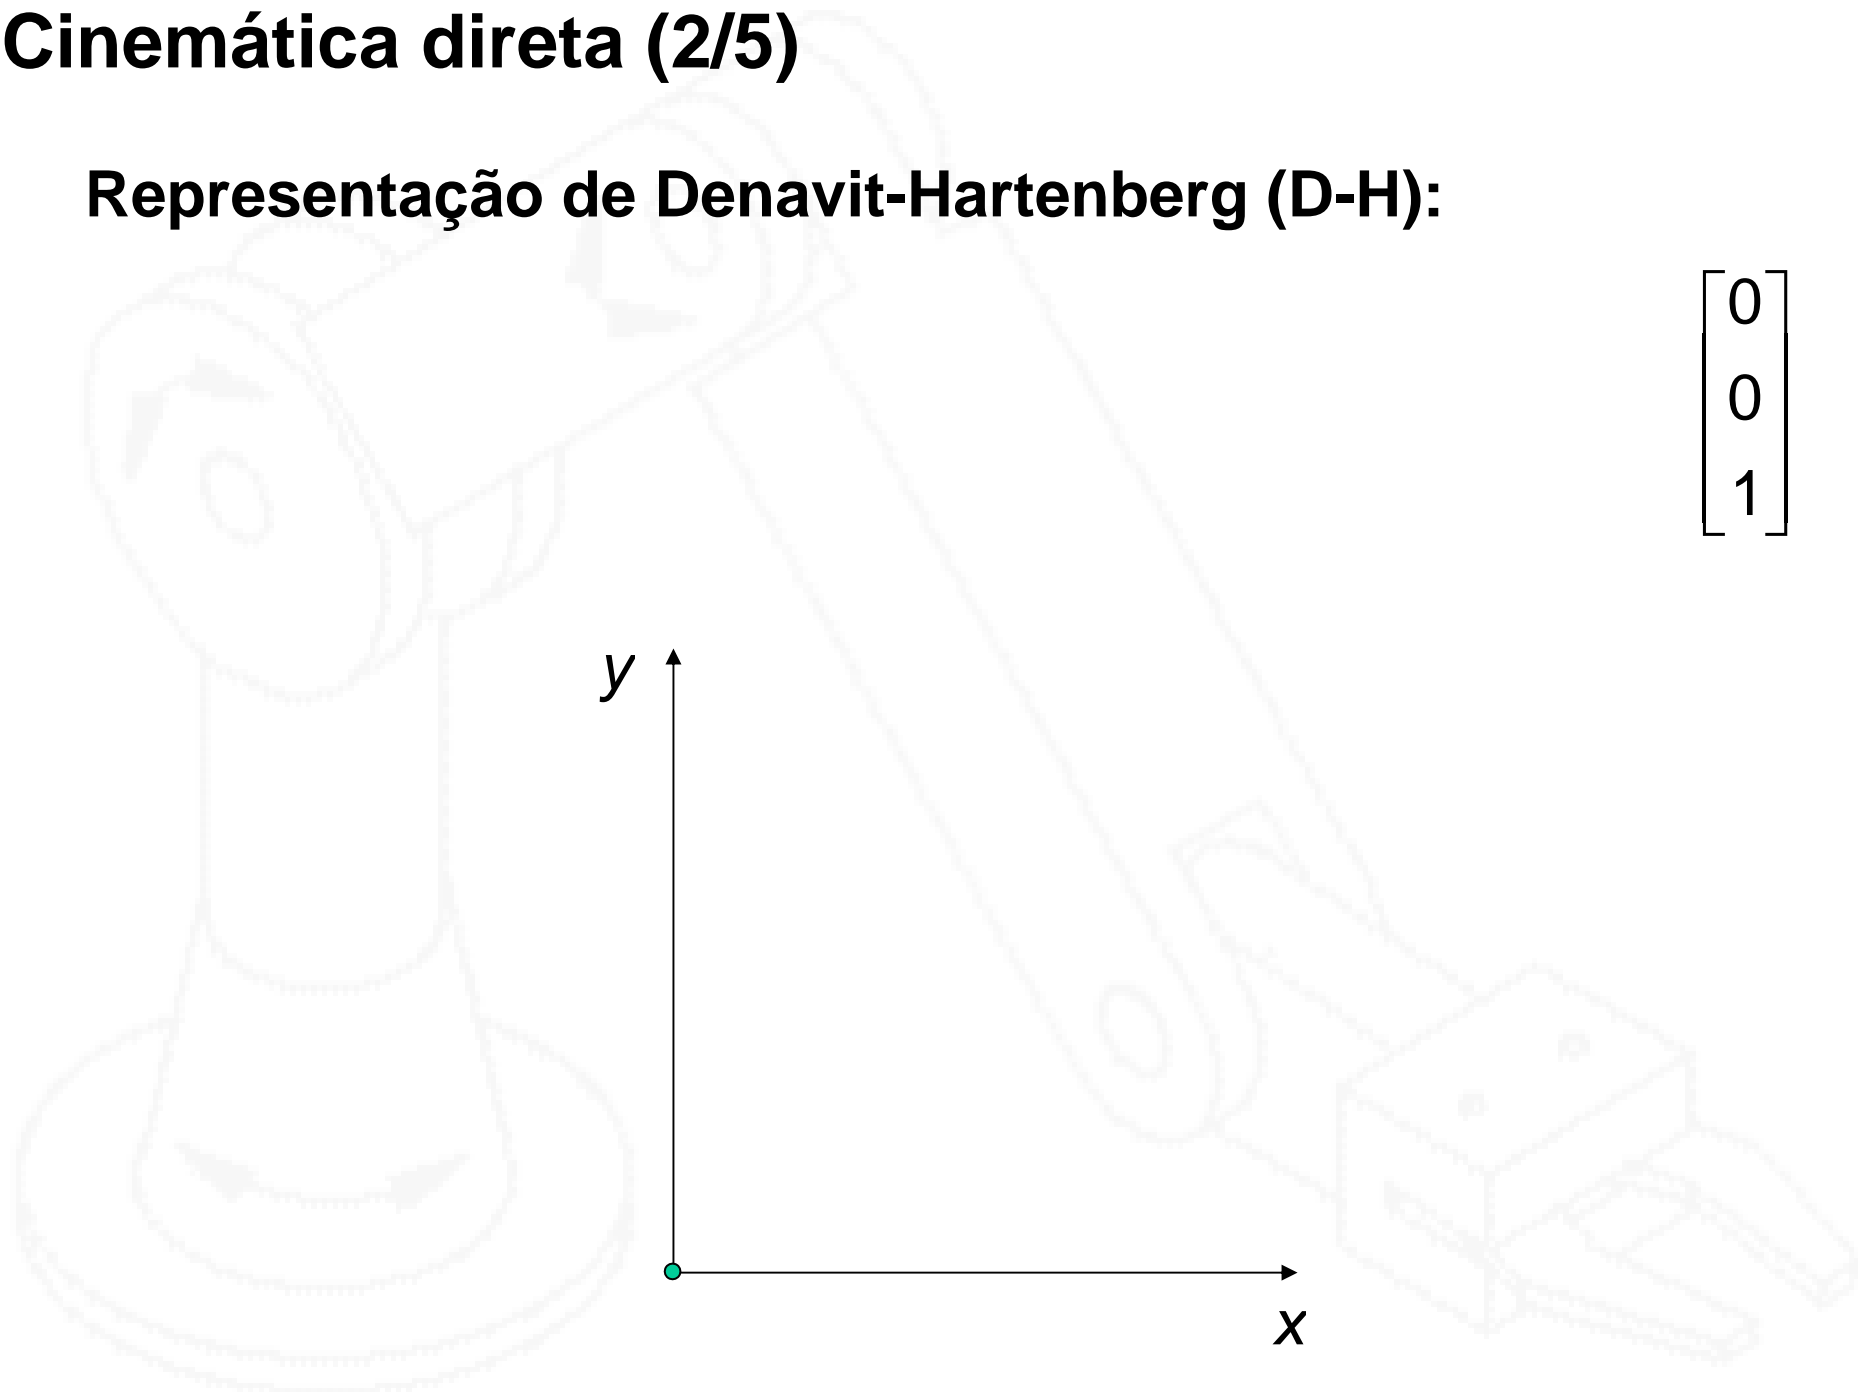 Cinemática direta (2/5)
Representação de Denavit-Hartenberg (D-H):
0
0
1
y
x